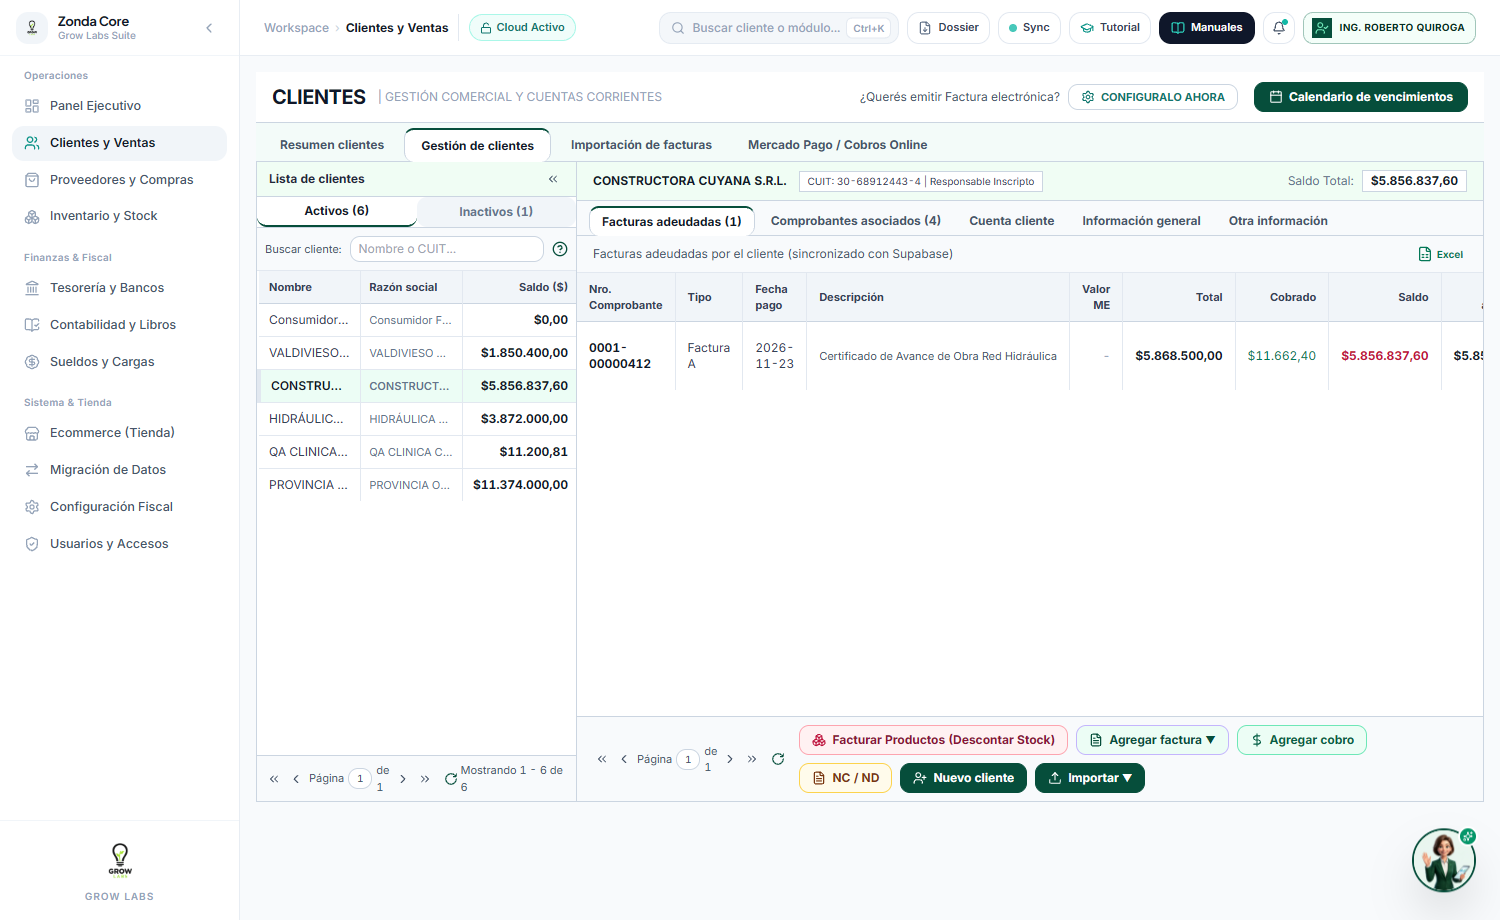 Zonda Core
Grow Labs Suite
Operaciones
Panel Ejecutivo
Clientes y Ventas
Proveedores y Compras
Inventario y Stock
Finanzas & Fiscal
Tesorería y Bancos
Contabilidad y Libros
Sueldos y Cargas
Sistema & Tienda
Ecommerce (Tienda)
Migración de Datos
Configuración Fiscal
Usuarios y Accesos
GROW
LABS
GROW LABS
Workspace › Clientes y Ventas
Cloud Activo
Buscar cliente o módulo... Ctrl+K
Dossier
Sync
Tutorial
Manuales
ING. ROBERTO QUIROGA
CLIENTES | GESTIÓN COMERCIAL Y CUENTAS CORRIENTES
¿Querés emitir Factura electrónica?
CONFIGURALO AHORA
Calendario de vencimientos
Resumen clientes
Gestión de clientes
Importación de facturas
Mercado Pago / Cobros Online
Lista de clientes
Activos (6)
Inactivos (1)
Buscar cliente: Nombre o CUIT...
Nombre Razón social Saldo ($)
Consumidor... Consumidor F... $0,00
VALDIVIESO... VALDIVIESO ... $1.850.400,00
CONSTRU... CONSTRUCT... $5.856.837,60
HIDRÁULIC... HIDRÁULICA ... $3.872.000,00
QA CLINICA... QA CLINICA C... $11.200,81
PROVINCIA ... PROVINCIA O... $11.374.000,00
« ‹ Página 1 de 1 › » Mostrando 1 - 6 de 6
CONSTRUCTORA CUYANA S.R.L.
CUIT: 30-68912443-4 | Responsable Inscripto
Saldo Total: $5.856.837,60
Facturas adeudadas (1)
Comprobantes asociados (4)
Cuenta cliente
Información general
Otra información
Facturas adeudadas por el cliente (sincronizado con Supabase)
Excel
Nro. Comprobante Tipo Fecha pago Descripción Valor ME Total Cobrado Saldo
0001-00000412 Factura A 2026-11-23 Certificado de Avance de Obra Red Hidráulica - $5.868.500,00 $11.662,40 $5.856.837,60 $5.85
« ‹ Página 1 de 1 › »
Facturar Productos (Descontar Stock)
Agregar factura ▼
Agregar cobro
NC / ND
Nuevo cliente
Importar ▼